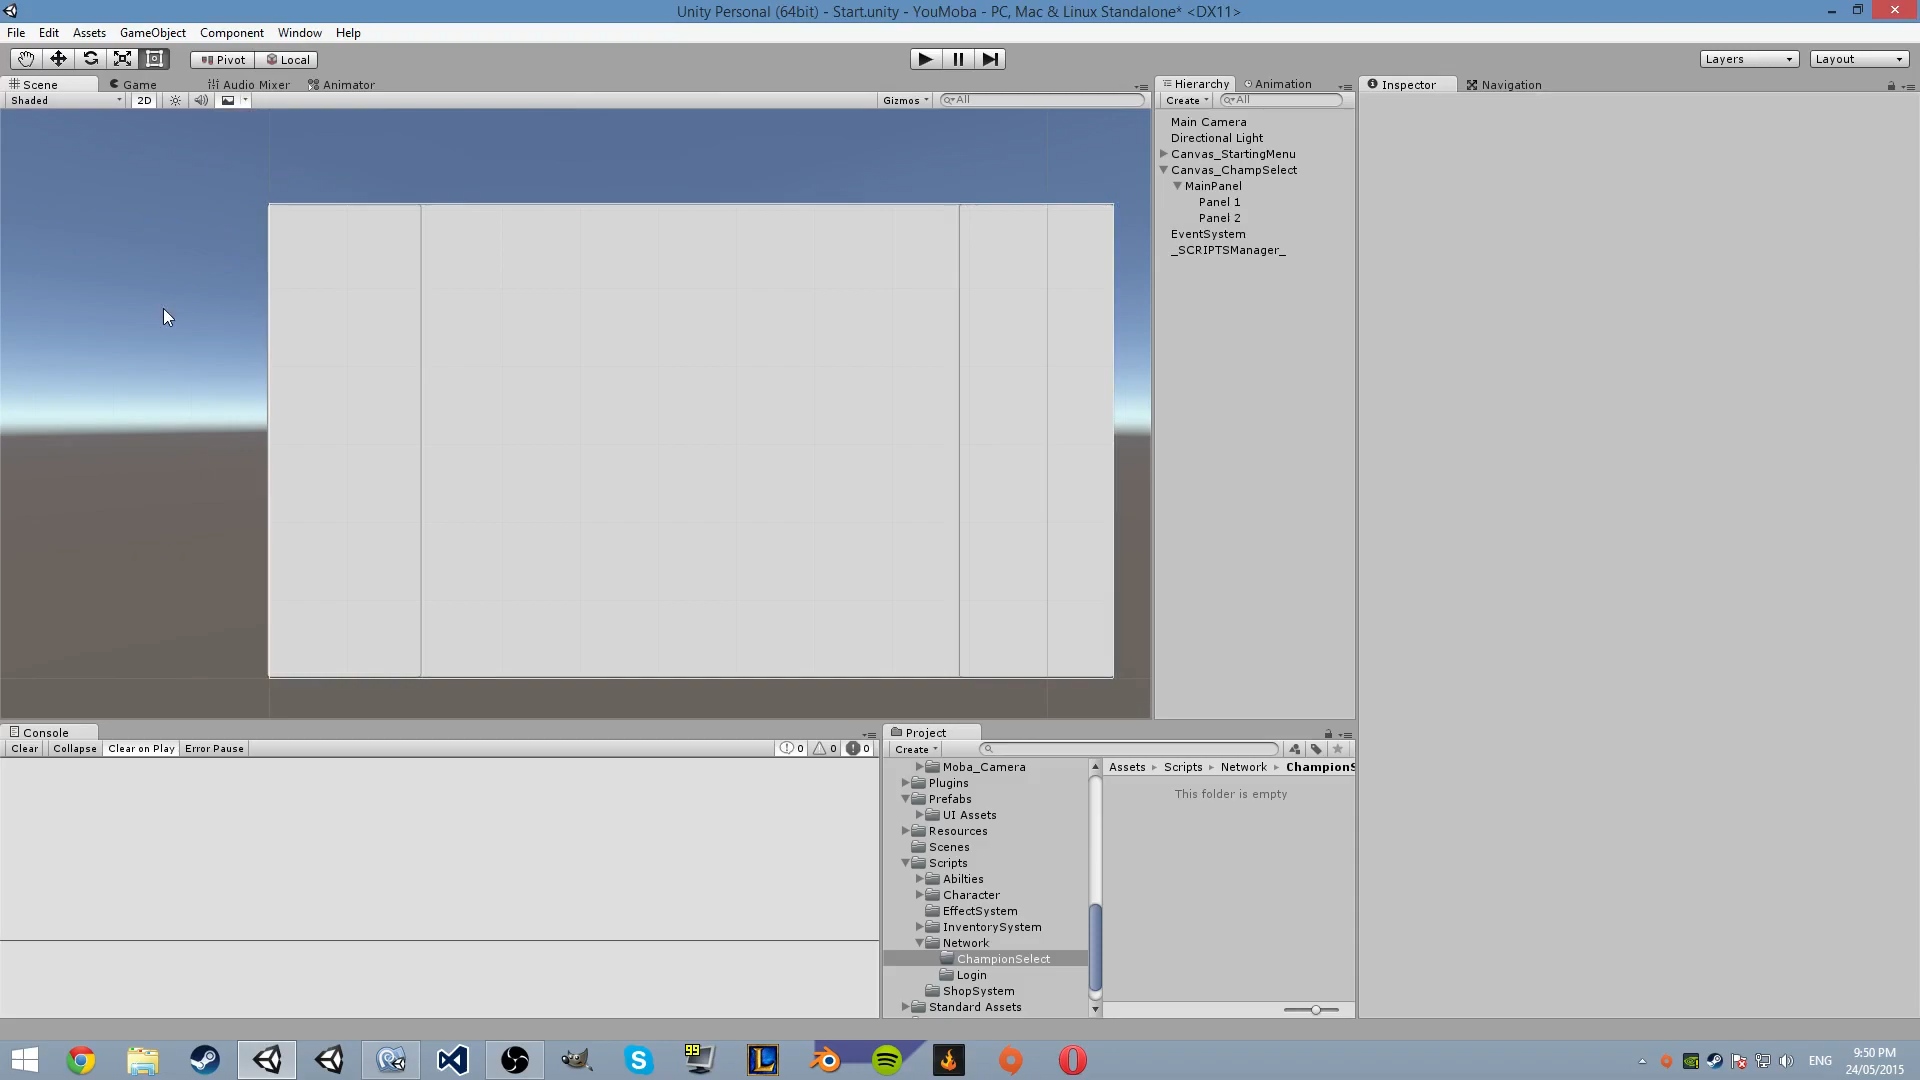 Unity Personal (64bit) - Start.unity - YouMoba - PC, Mac & Linux Standalone* <DX11>
File Edit Assets GameObject Component Window Help
Pivot Local Layers Layout
Scene Game Audio Mixer Animator Hierarchy Animation Inspector Navigation
Shaded 2D Gizmos All Create All
Main Camera
Directional Light
Canvas_StartingMenu
Canvas_ChampSelect
MainPanel
Panel 1
Panel 2
EventSystem
_SCRIPTSManager_
Console Project
Clear Collapse Clear on Play Error Pause 0 0 0 Create
Moba_Camera Assets Scripts Network ChampionS
Plugins
This folder is empty
Prefabs
UI Assets
Resources
Scenes
Scripts
Abilties
Character
EffectSystem
InventorySystem
Network
ChampionSelect
Login
ShopSystem
Standard Assets
99
L
ENG
9:50 PM
24/05/2015